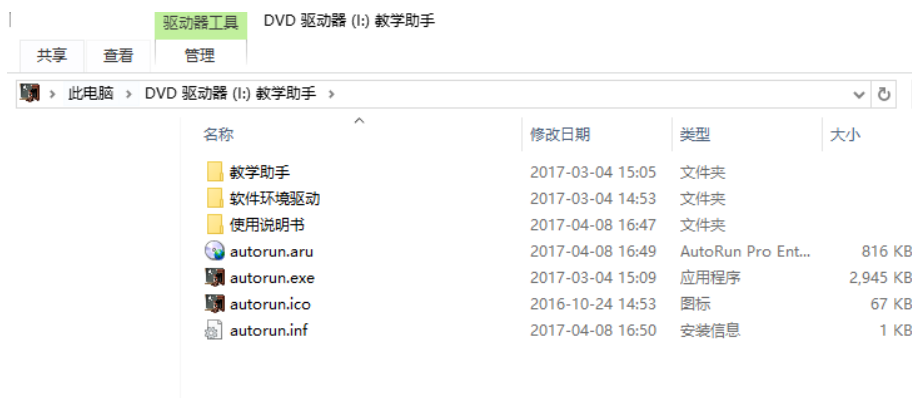 驱动器工具 DVD 驱动器 (I:) 教学助手
共享 查看 管理
此电脑 › DVD 驱动器 (I:) 教学助手 ›
名称 修改日期 类型 大小
教学助手 2017-03-04 15:05 文件夹
软件环境驱动 2017-03-04 14:53 文件夹
使用说明书 2017-04-08 16:47 文件夹
autorun.aru 2017-04-08 16:49 AutoRun Pro Ent... 816 KB
autorun.exe 2017-03-04 15:09 应用程序 2,945 KB
autorun.ico 2016-10-24 14:53 图标 67 KB
autorun.inf 2017-04-08 16:50 安装信息 1 KB